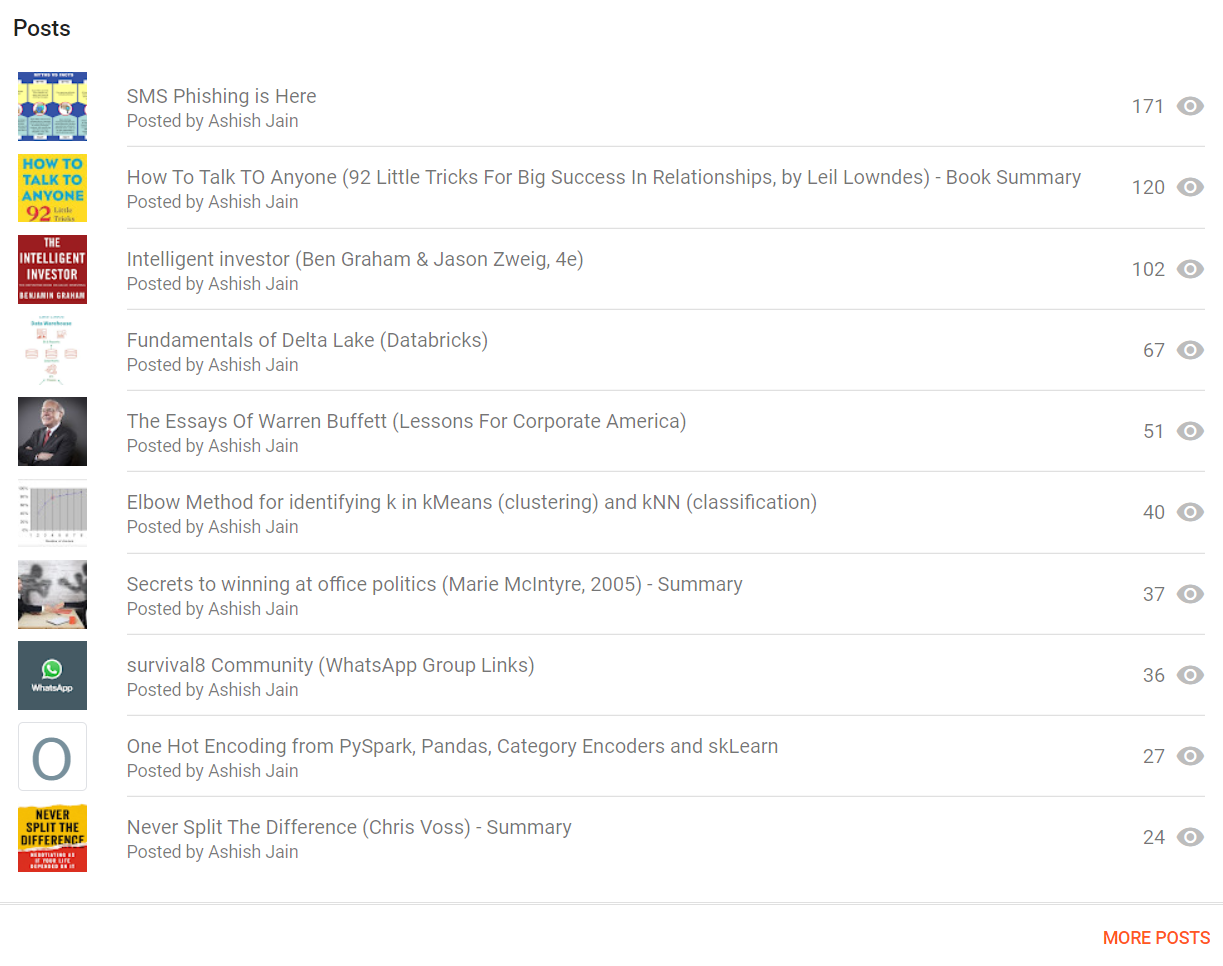 Posts
SMS Phishing is Here
Posted by Ashish Jain
171
HOW TO
TALK TO
ANYONE
92 Little
Tricks
How To Talk TO Anyone (92 Little Tricks For Big Success In Relationships, by Leil Lowndes) - Book Summary
Posted by Ashish Jain
120
THE
INTELLIGENT
INVESTOR
BENJAMIN GRAHAM
Intelligent investor (Ben Graham & Jason Zweig, 4e)
Posted by Ashish Jain
102
Data Warehouse
Fundamentals of Delta Lake (Databricks)
Posted by Ashish Jain
67
The Essays Of Warren Buffett (Lessons For Corporate America)
Posted by Ashish Jain
51
Elbow Method for identifying k in kMeans (clustering) and kNN (classification)
Posted by Ashish Jain
40
Secrets to winning at office politics (Marie McIntyre, 2005) - Summary
Posted by Ashish Jain
37
WhatsApp
survival8 Community (WhatsApp Group Links)
Posted by Ashish Jain
36
O
One Hot Encoding from PySpark, Pandas, Category Encoders and skLearn
Posted by Ashish Jain
27
NEVER
SPLIT THE
DIFFERENCE
NEGOTIATING AS
IF YOUR LIFE
DEPENDED ON IT
Never Split The Difference (Chris Voss) - Summary
Posted by Ashish Jain
24
MORE POSTS